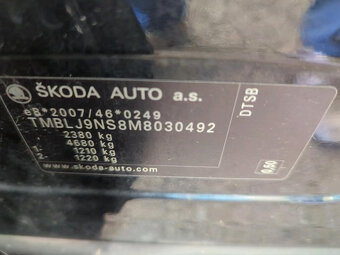 ŠKODA AUTO a.s.
e8*2007/46*0249
TMBLJ9NS8M8030492
2380 kg
4680 kg
1. 1210 kg
2. 1220 kg
www.skoda-auto.com
DTSB
0,50